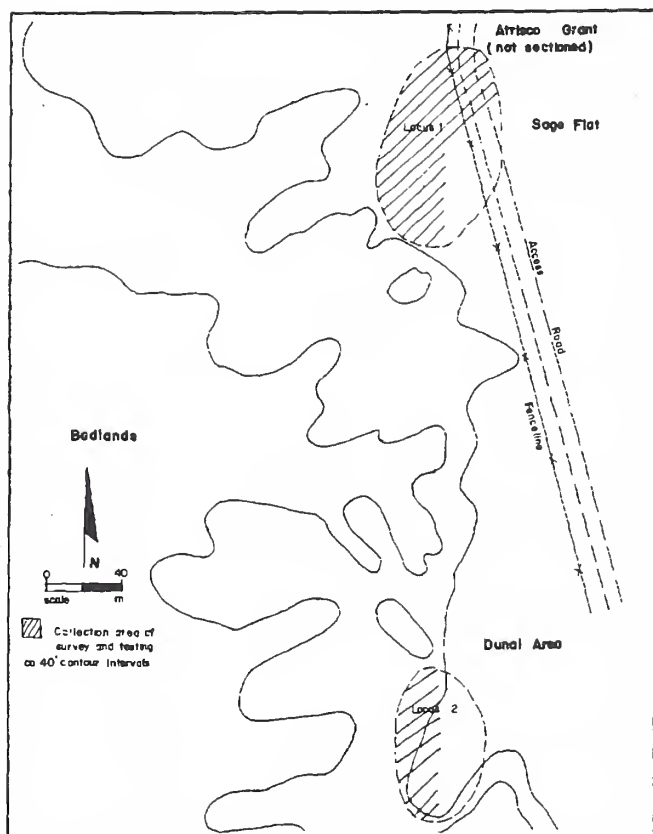 Atrisco Grant
(not sectioned)
Locus 1
Sage Flat
Access
Road
Fenceline
Badlands
N
0 40
scale m
Collection area of
survey and testing
ca 40' contour intervals
Dunal Area
Locus 2